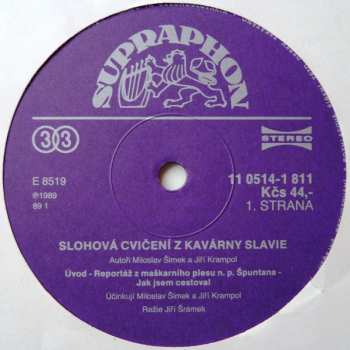 SUPRAPHON
33
STEREO
E 8519
℗1989
89 1
11 0514-1 811
Kčs 44,-
1. STRANA
SLOHOVÁ CVIČENÍ Z KAVÁRNY SLAVIE
Autoři Miloslav Šimek a Jiří Krampol
Úvod - Reportáž z maškarního plesu n. p. Špuntana -
Jak jsem cestoval
Účinkují Miloslav Šimek a Jiří Krampol
Režie Jiří Šrámek